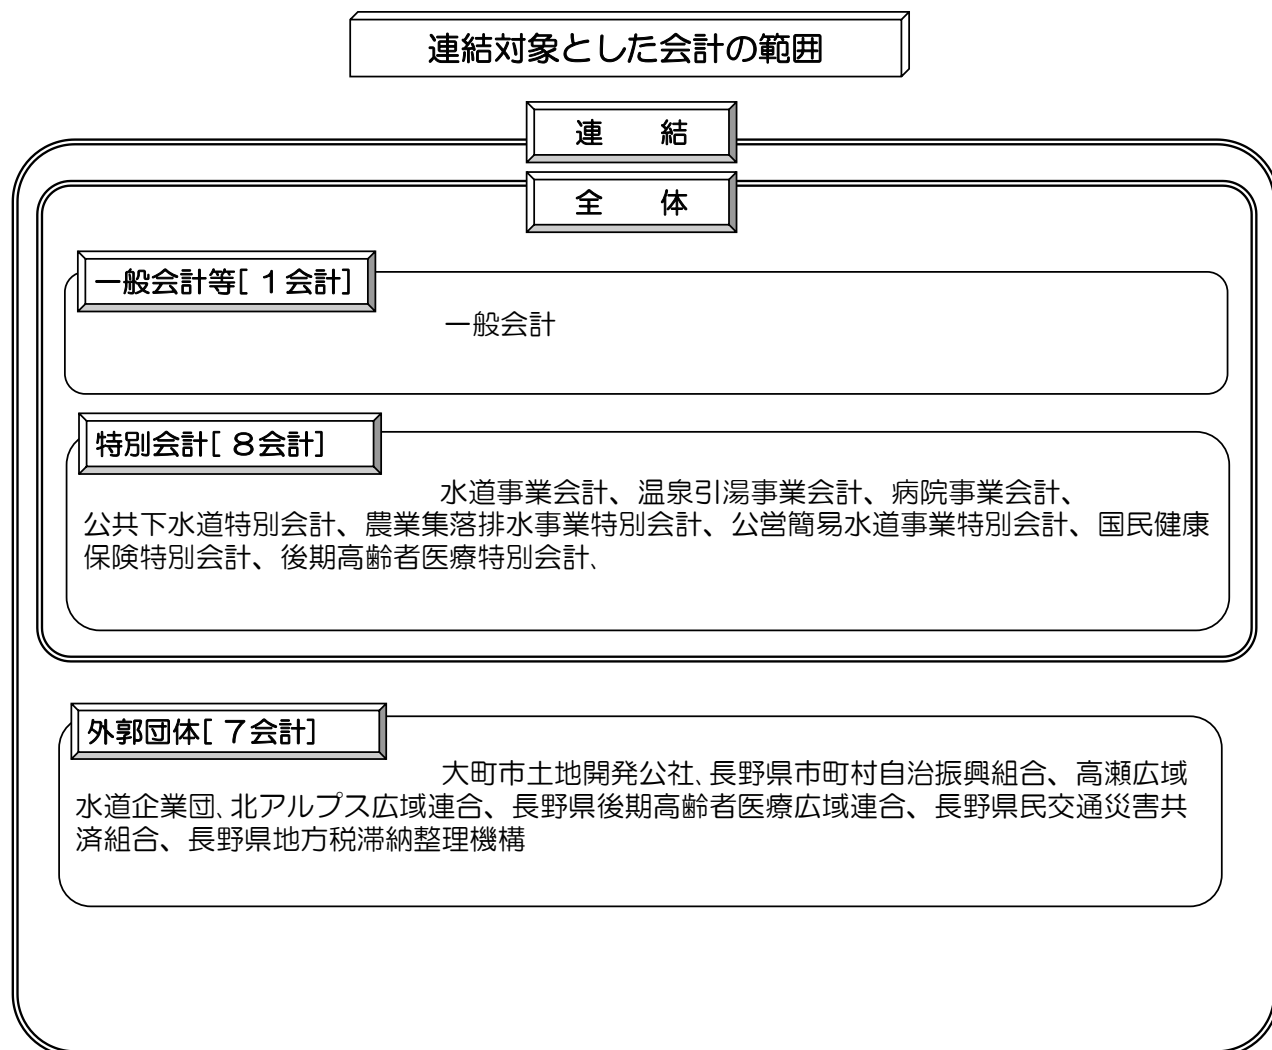 連結対象とした会計の範囲
連 結
全 体
一般会計等[ 1会計]
一般会計
特別会計[ 8会計]
水道事業会計、温泉引湯事業会計、病院事業会計、
公共下水道特別会計、農業集落排水事業特別会計、公営簡易水道事業特別会計、国民健康
保険特別会計、後期高齢者医療特別会計、
外郭団体[ 7会計]
大町市土地開発公社、長野県市町村自治振興組合、高瀬広域
水道企業団、北アルプス広域連合、長野県後期高齢者医療広域連合、長野県民交通災害共
済組合、長野県地方税滞納整理機構